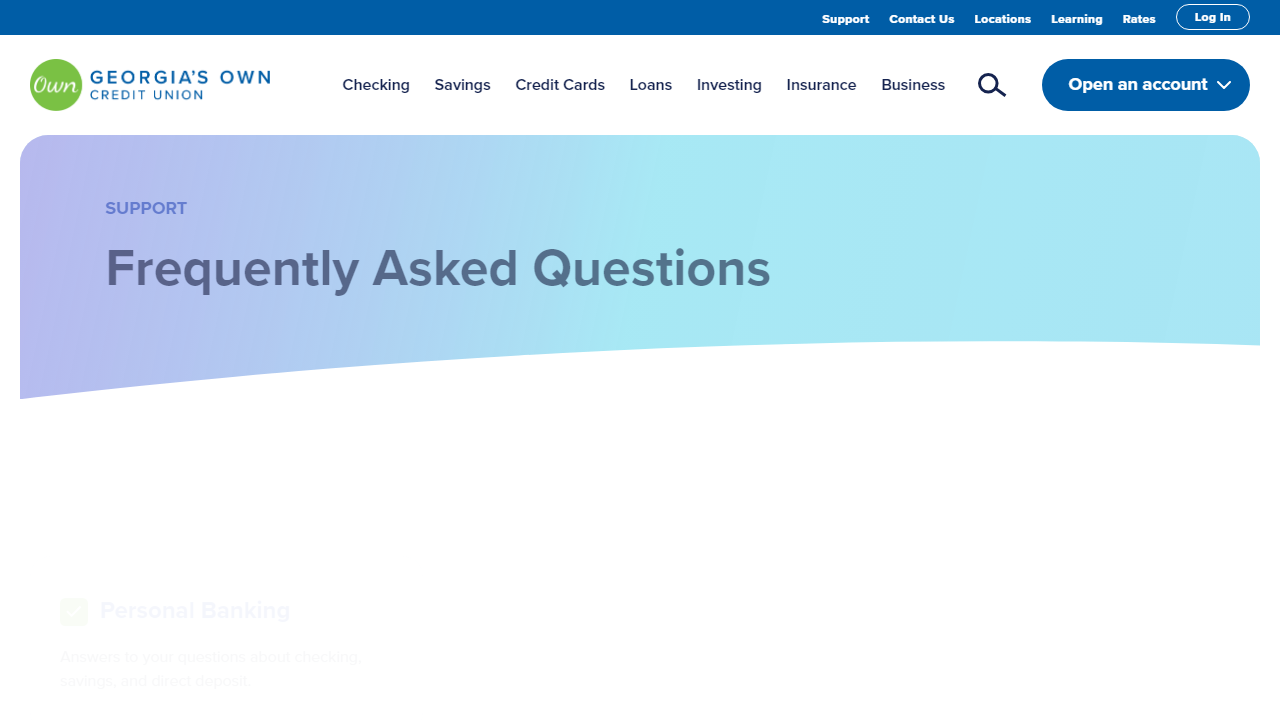 Support Contact Us Locations Learning Rates Log In
Own GEORGIA'S OWN
CREDIT UNION
Checking Savings Credit Cards Loans Investing Insurance Business
Open an account
SUPPORT
Frequently Asked Questions
Personal Banking
Answers to your questions about checking,
savings, and direct deposit.